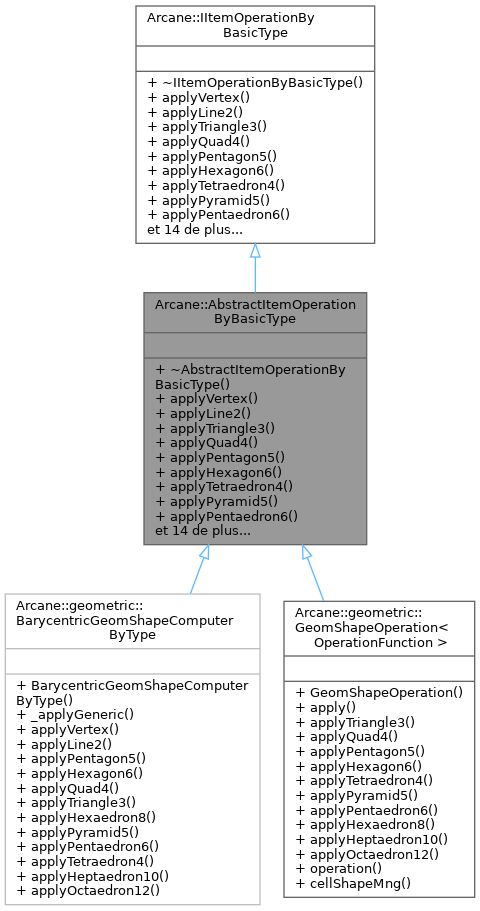 Arcane::IItemOperationBy
BasicType
+ ~IItemOperationByBasicType()
+ applyVertex()
+ applyLine2()
+ applyTriangle3()
+ applyQuad4()
+ applyPentagon5()
+ applyHexagon6()
+ applyTetraedron4()
+ applyPyramid5()
+ applyPentaedron6()
et 14 de plus...
Arcane::AbstractItemOperation
ByBasicType
+ ~AbstractItemOperationBy
BasicType()
+ applyVertex()
+ applyLine2()
+ applyTriangle3()
+ applyQuad4()
+ applyPentagon5()
+ applyHexagon6()
+ applyTetraedron4()
+ applyPyramid5()
+ applyPentaedron6()
et 14 de plus...
Arcane::geometric::
BarycentricGeomShapeComputer
ByType
+ BarycentricGeomShapeComputer
ByType()
+ _applyGeneric()
+ applyVertex()
+ applyLine2()
+ applyPentagon5()
+ applyHexagon6()
+ applyQuad4()
+ applyTriangle3()
+ applyHexaedron8()
+ applyPyramid5()
+ applyPentaedron6()
+ applyTetraedron4()
+ applyHeptaedron10()
+ applyOctaedron12()
Arcane::geometric::
GeomShapeOperation<
OperationFunction >
+ GeomShapeOperation()
+ apply()
+ applyTriangle3()
+ applyQuad4()
+ applyPentagon5()
+ applyHexagon6()
+ applyTetraedron4()
+ applyPyramid5()
+ applyPentaedron6()
+ applyHexaedron8()
+ applyHeptaedron10()
+ applyOctaedron12()
+ operation()
+ cellShapeMng()